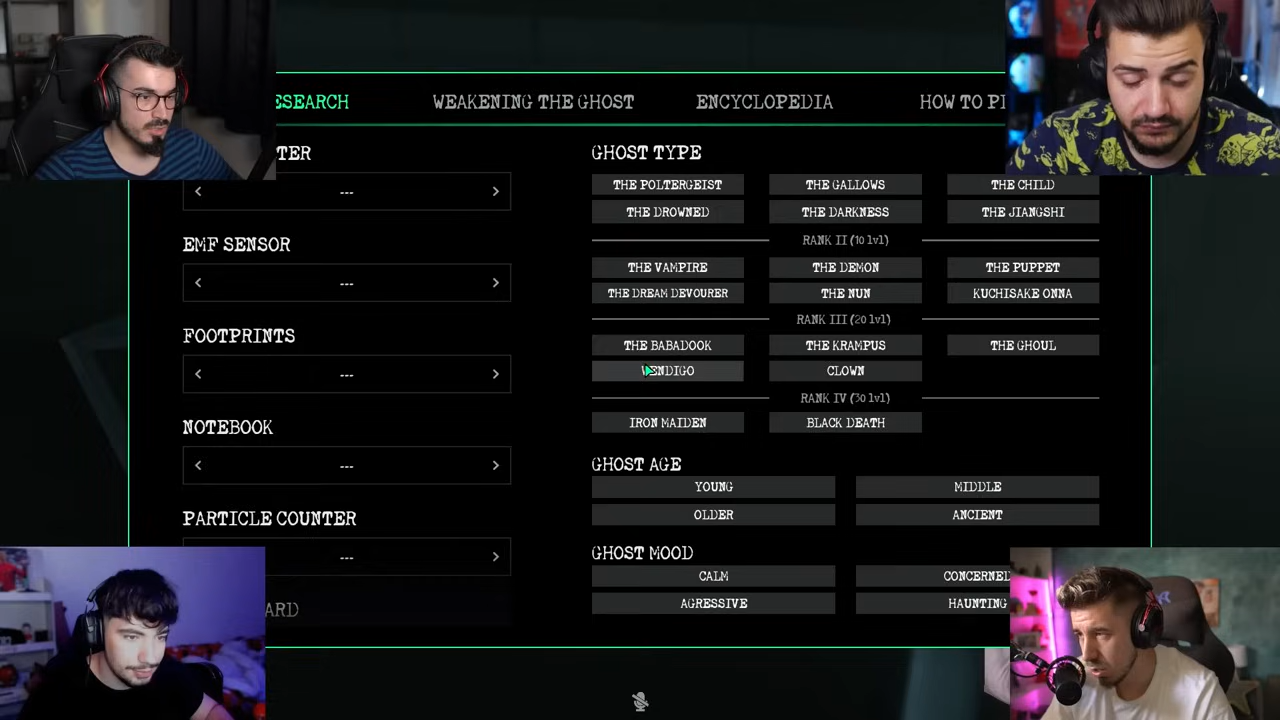 ESEARCH
WEAKENING THE GHOST
ENCYCLOPEDIA
HOW TO PI
TER
---
EMF SENSOR
---
FOOTPRINTS
---
NOTEBOOK
---
PARTICLE COUNTER
---
ARD
GHOST TYPE
THE POLTERGEIST
THE GALLOWS
THE CHILD
THE DROWNED
THE DARKNESS
THE JIANGSHI
RANK II (10 lvl)
THE VAMPIRE
THE DEMON
THE PUPPET
THE DREAM DEVOURER
THE NUN
KUCHISAKE ONNA
RANK III (20 lvl)
THE BABADOOK
THE KRAMPUS
THE GHOUL
WENDIGO
CLOWN
RANK IV (30 lvl)
IRON MAIDEN
BLACK DEATH
GHOST AGE
YOUNG
MIDDLE
OLDER
ANCIENT
GHOST MOOD
CALM
CONCERNED
AGRESSIVE
HAUNTING